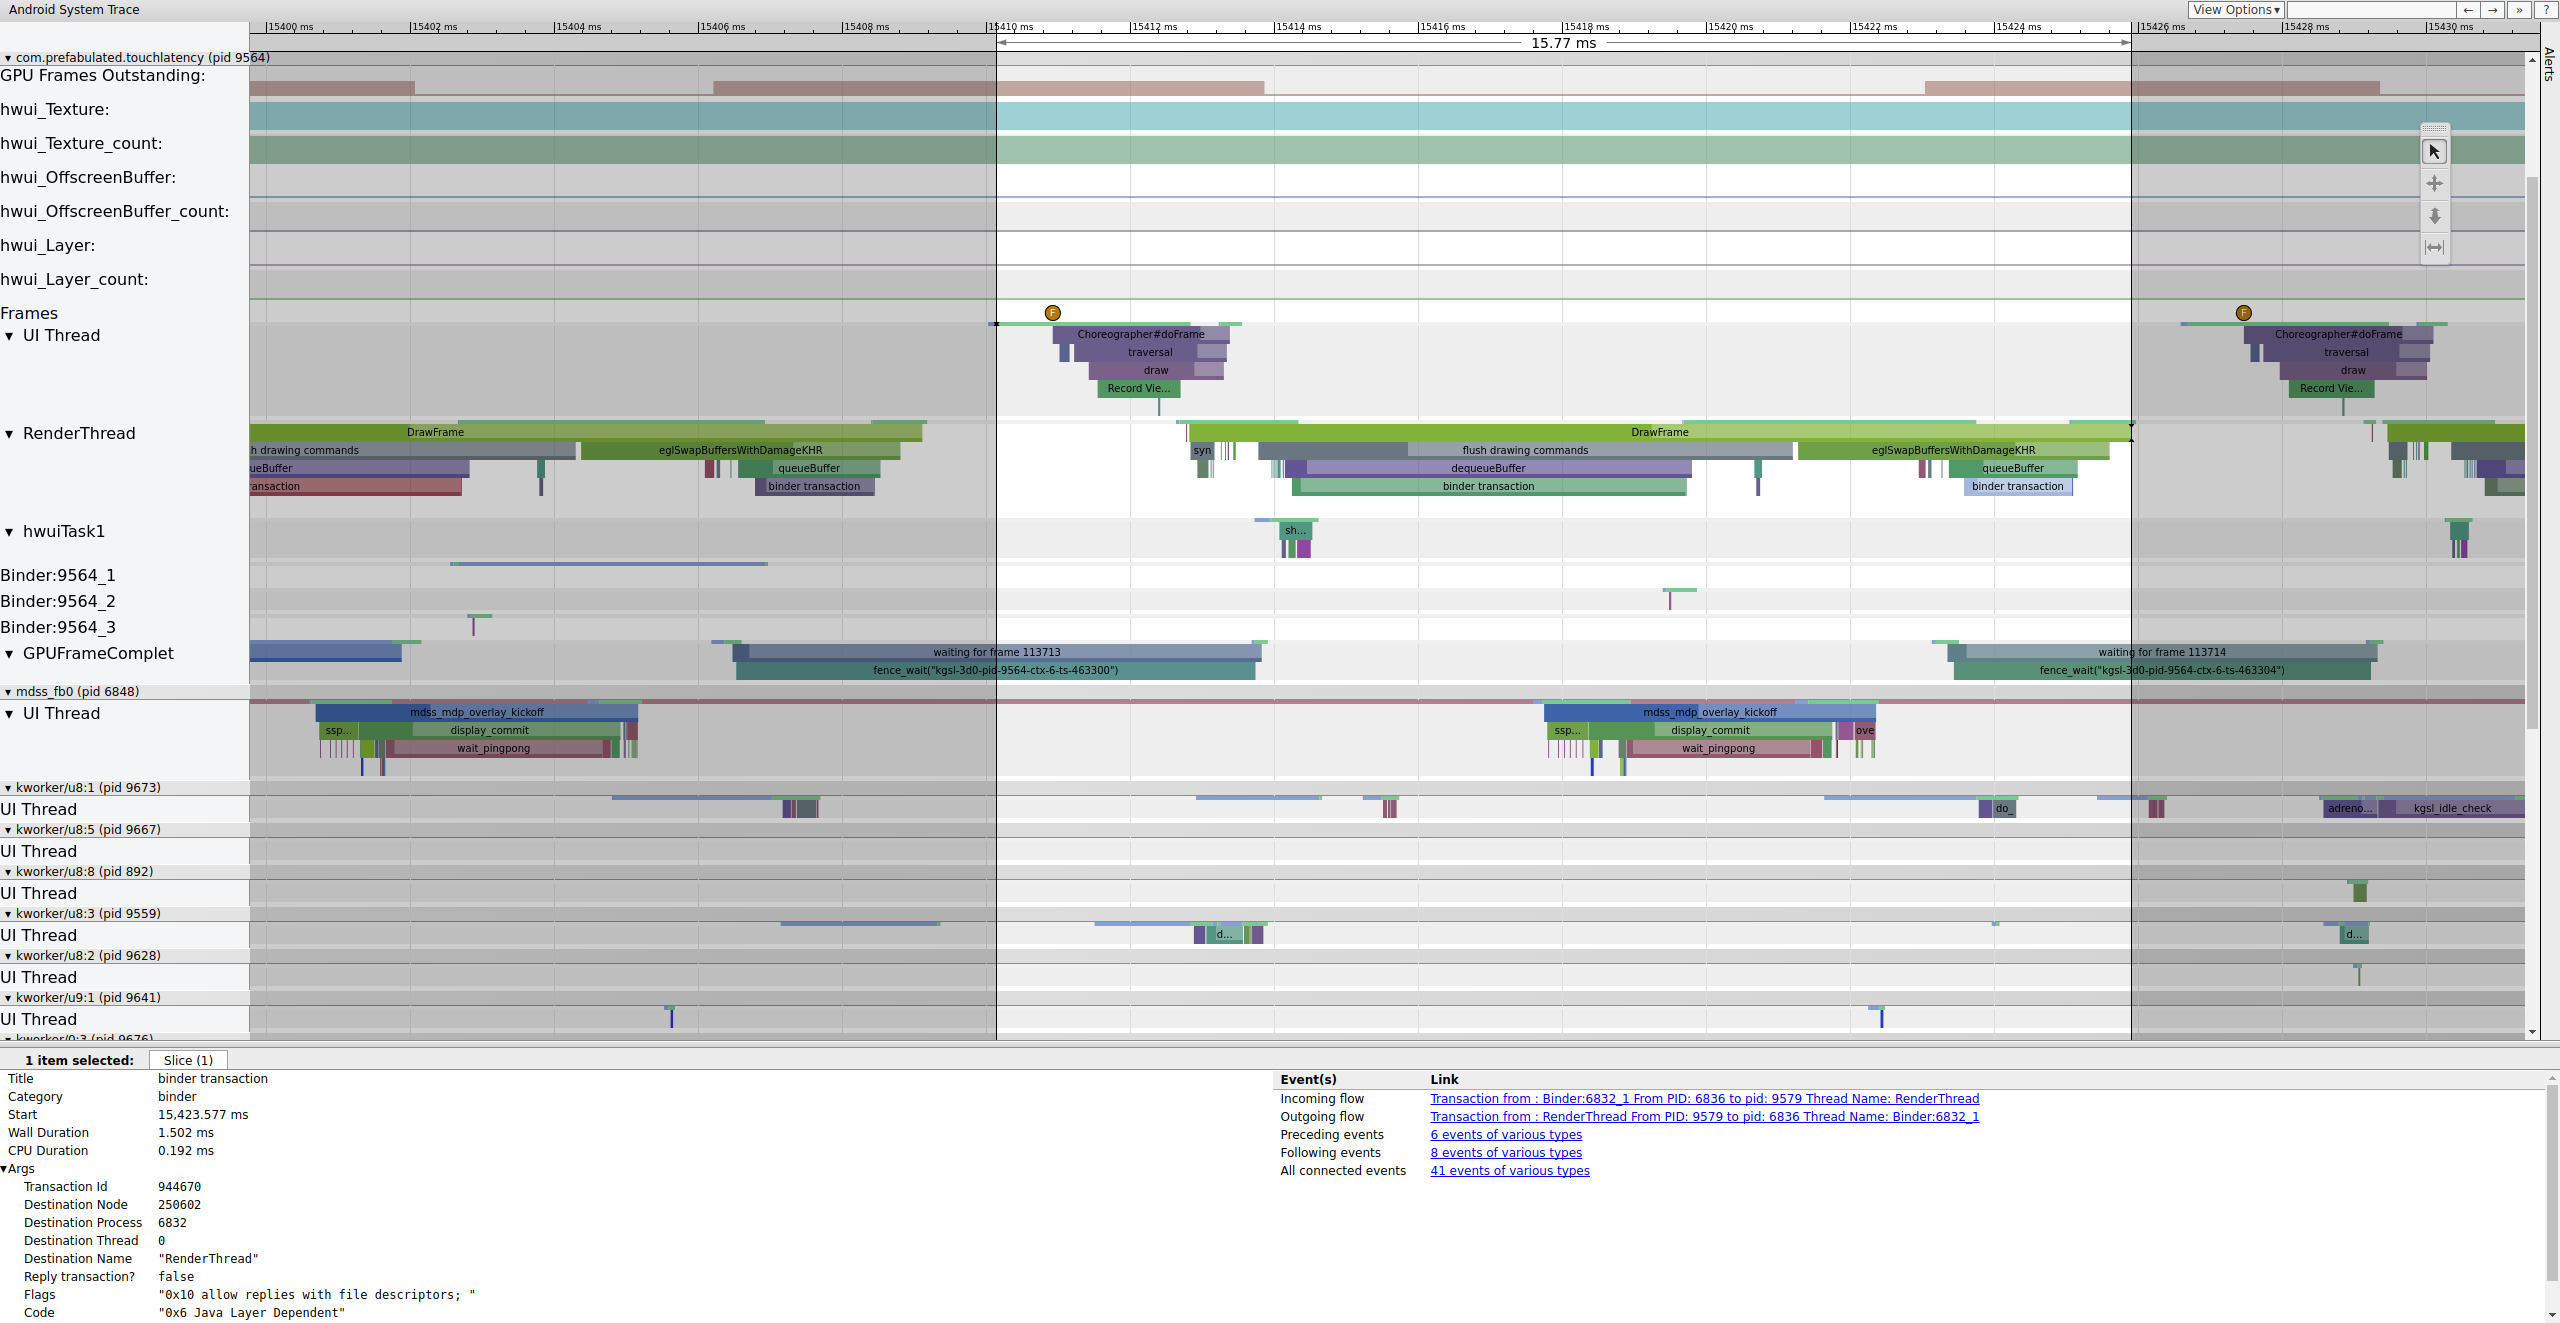 Android System Trace
View Options▾ ← → » ?
15400 ms 15402 ms 15404 ms 15406 ms 15408 ms 15410 ms 15412 ms 15414 ms 15416 ms 15418 ms 15420 ms 15422 ms 15424 ms 15426 ms 15428 ms 15430 ms
15.77 ms
Alerts
▾ com.prefabulated.touchlatency (pid 9564)
GPU Frames Outstanding:
hwui_Texture:
hwui_Texture_count:
hwui_OffscreenBuffer:
hwui_OffscreenBuffer_count:
hwui_Layer:
hwui_Layer_count:
Frames F F
▾ UI Thread
Choreographer#doFrame Choreographer#doFrame
traversal traversal
draw draw
Record Vie... Record Vie...
▾ RenderThread
DrawFrame DrawFrame
h drawing commands eglSwapBuffersWithDamageKHR syn flush drawing commands eglSwapBuffersWithDamageKHR
ueBuffer queueBuffer dequeueBuffer queueBuffer
ansaction binder transaction binder transaction binder transaction
▾ hwuiTask1 sh...
Binder:9564_1
Binder:9564_2
Binder:9564_3
▾ GPUFrameComplet waiting for frame 113713 waiting for frame 113714
fence_wait("kgsl-3d0-pid-9564-ctx-6-ts-463300") fence_wait("kgsl-3d0-pid-9564-ctx-6-ts-463304")
▾ mdss_fb0 (pid 6848)
▾ UI Thread mdss_mdp_overlay_kickoff mdss_mdp_overlay_kickoff
ssp... display_commit ssp... display_commit ove
wait_pingpong wait_pingpong
▾ kworker/u8:1 (pid 9673)
UI Thread do_ adreno... kgsl_idle_check
▾ kworker/u8:5 (pid 9667)
UI Thread
▾ kworker/u8:8 (pid 892)
UI Thread
▾ kworker/u8:3 (pid 9559)
UI Thread d... d...
▾ kworker/u8:2 (pid 9628)
UI Thread
▾ kworker/u9:1 (pid 9641)
UI Thread
▾ kworker/0:3 (pid 9676)
1 item selected: Slice (1)
Title binder transaction
Category binder
Start 15,423.577 ms
Wall Duration 1.502 ms
CPU Duration 0.192 ms
▾Args
Transaction Id 944670
Destination Node 250602
Destination Process 6832
Destination Thread 0
Destination Name "RenderThread"
Reply transaction? false
Flags "0x10 allow replies with file descriptors; "
Code "0x6 Java Layer Dependent"
Event(s) Link
Incoming flow Transaction from : Binder:6832_1 From PID: 6836 to pid: 9579 Thread Name: RenderThread
Outgoing flow Transaction from : RenderThread From PID: 9579 to pid: 6836 Thread Name: Binder:6832_1
Preceding events 6 events of various types
Following events 8 events of various types
All connected events 41 events of various types